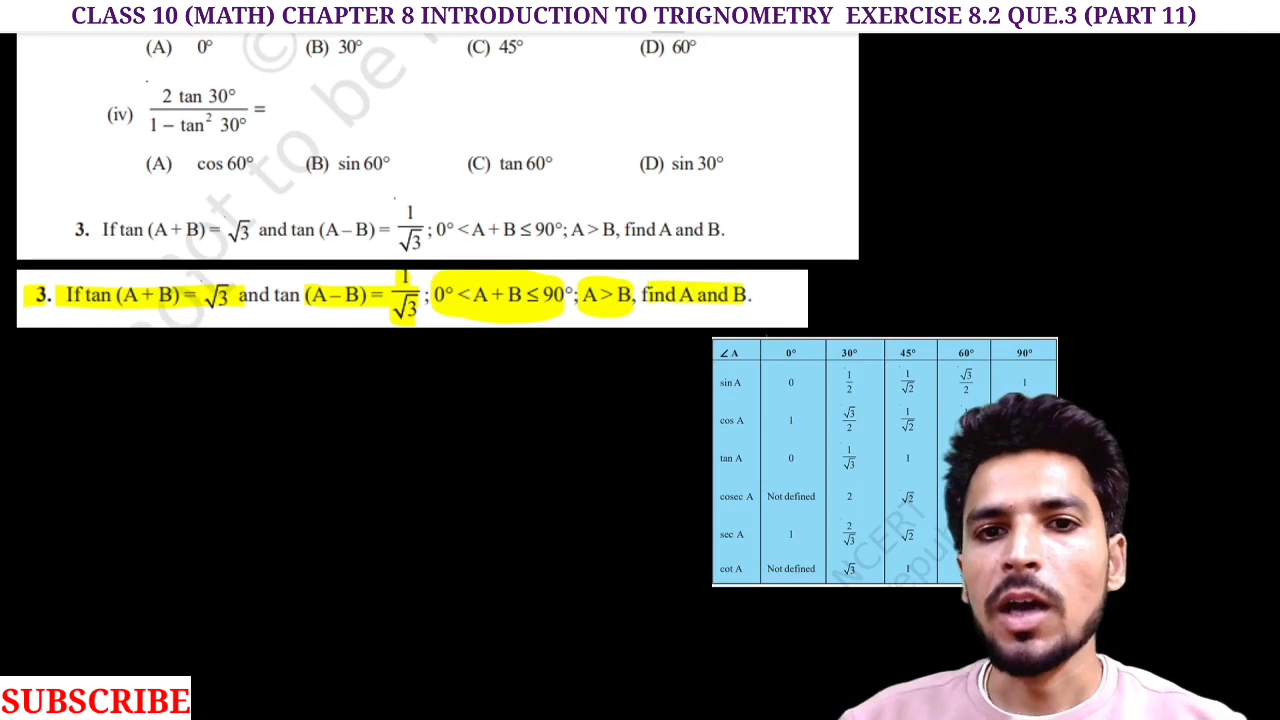 CLASS 10 (MATH) CHAPTER 8 INTRODUCTION TO TRIGNOMETRY EXERCISE 8.2 QUE.3 (PART 11)
(A) 0° (B) 30° (C) 45° (D) 60°
(iv) 2 tan 30° / 1 – tan² 30° =
(A) cos 60° (B) sin 60° (C) tan 60° (D) sin 30°
3. If tan (A + B) = √3 and tan (A – B) = 1/√3 ; 0° < A + B ≤ 90°; A > B, find A and B.
3. If tan (A + B) = √3 and tan (A – B) = 1/√3 ; 0° < A + B ≤ 90°; A > B, find A and B.
∠ A 0° 30° 45° 60° 90°
sin A 0 1/2 1/√2 √3/2 1
cos A 1 √3/2 1/√2
tan A 0 1/√3 1
cosec A Not defined 2 √2
sec A 1 2/√3 √2
cot A Not defined √3 1
© not to be
NCERT
SUBSCRIBE